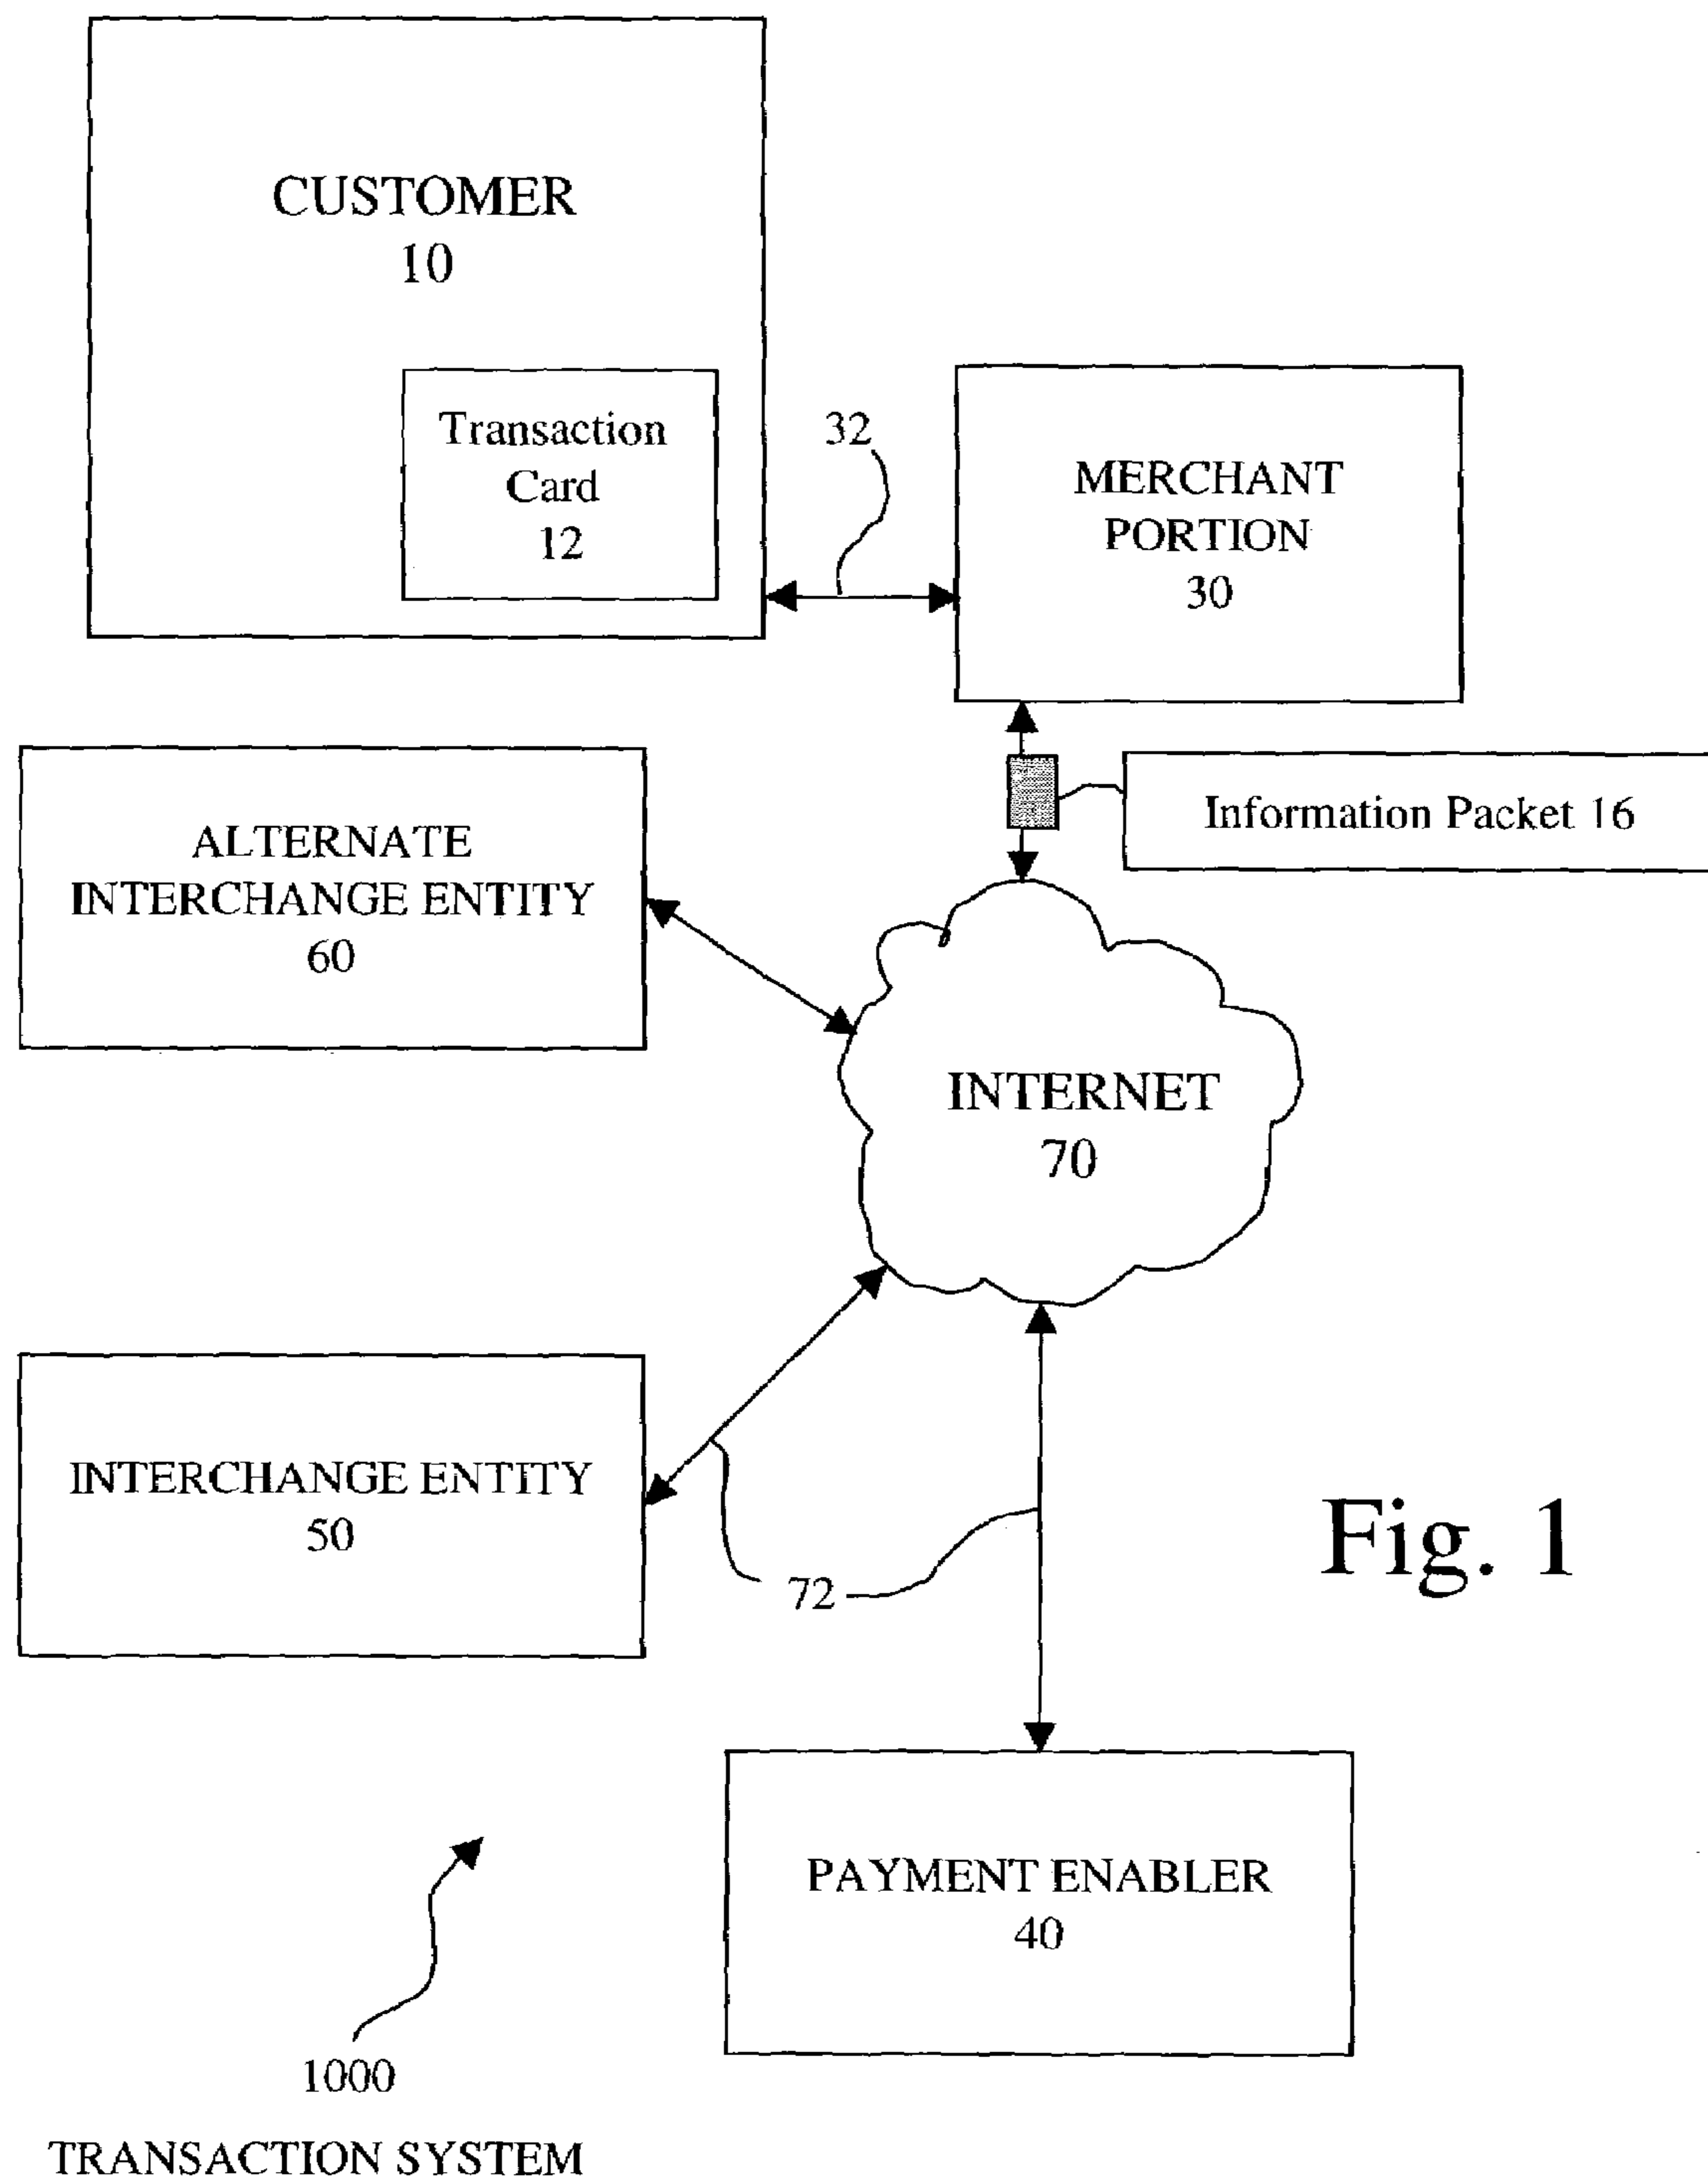 CUSTOMER
10
Transaction
Card
12
32
MERCHANT
PORTION
30
Information Packet 16
ALTERNATE
INTERCHANGE ENTITY
60
INTERNET
70
INTERCHANGE ENTITY
50
72
Fig. 1
PAYMENT ENABLER
40
1000
TRANSACTION SYSTEM